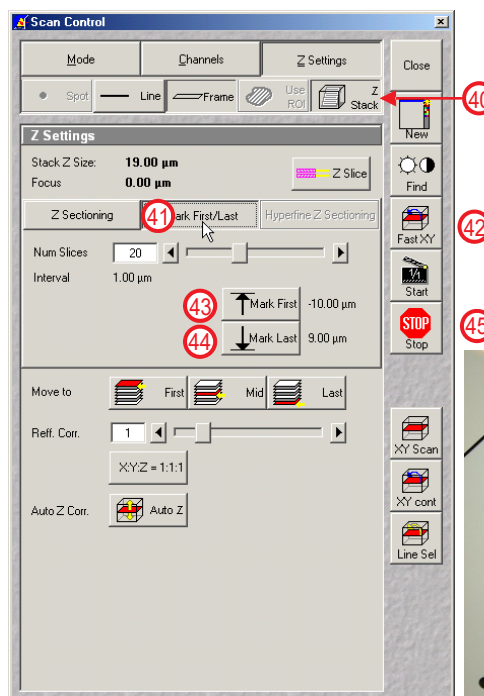 Scan Control
Mode Channels Z Settings Close
Spot Line Frame Use ROI Z Stack 40
New
Z Settings
Stack Z Size: 19.00 µm
Z Slice
Focus 0.00 µm
Find
Z Sectioning 41 Mark First/Last Hyperfine Z Sectioning
42
Fast XY
Num Slices 20
Interval 1.00 µm
1/1
Start
43 Mark First -10.00 µm
STOP
45
44 Mark Last 9.00 µm
Stop
Move to First Mid Last
Reff. Corr. 1
XY Scan
X:Y:Z = 1:1:1
XY cont
Auto Z Corr. Auto Z
Line Sel